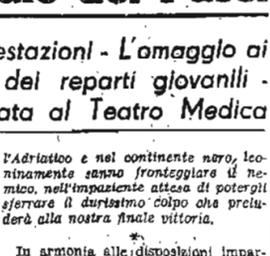 estazioni - L'omaggio ai
dei reparti giovanili -
ata al Teatro Medica
l'Adriatico e nel continente nero, leo-
ninamente sanno fronteggiare il ne-
mico, nell'impaziente attesa di potergli
sferrare il durissimo colpo che prelu-
derà alla nostra finale vittoria.
In armonia alle disposizioni impar-